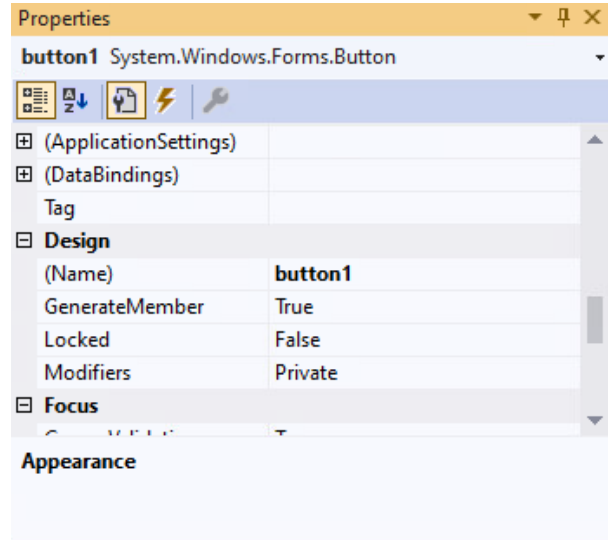 Properties
button1 System.Windows.Forms.Button
(ApplicationSettings)
(DataBindings)
Tag
Design
(Name) button1
GenerateMember True
Locked False
Modifiers Private
Focus
Appearance